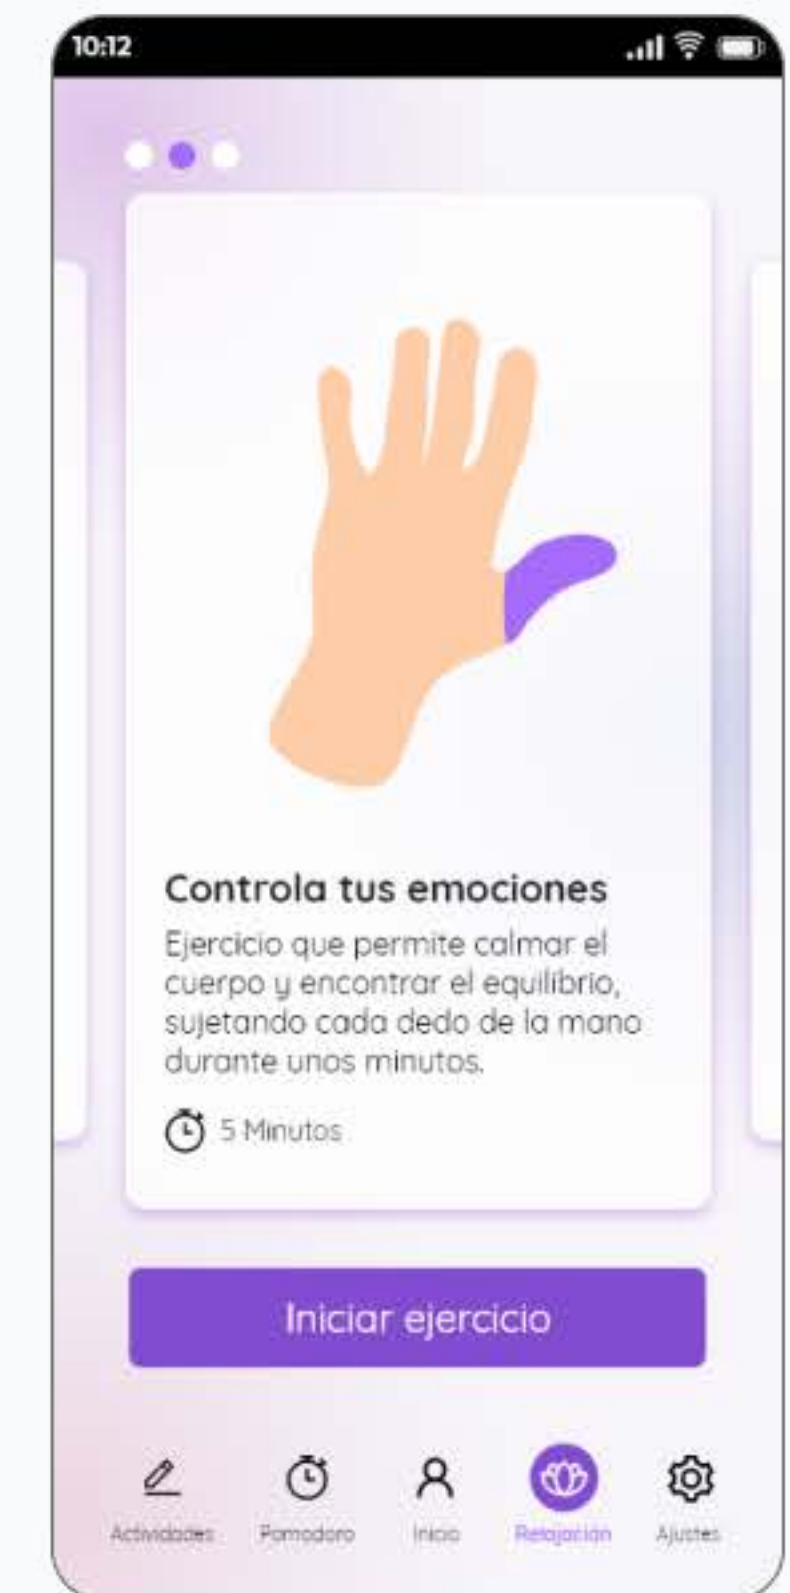 10:12
Controla tus emociones
Ejercicio que permite calmar el
cuerpo y encontrar el equilibrio,
sujetando cada dedo de la mano
durante unos minutos.
5 Minutos
Iniciar ejercicio
Actividades Pomodoro Inicio Relajación Ajustes